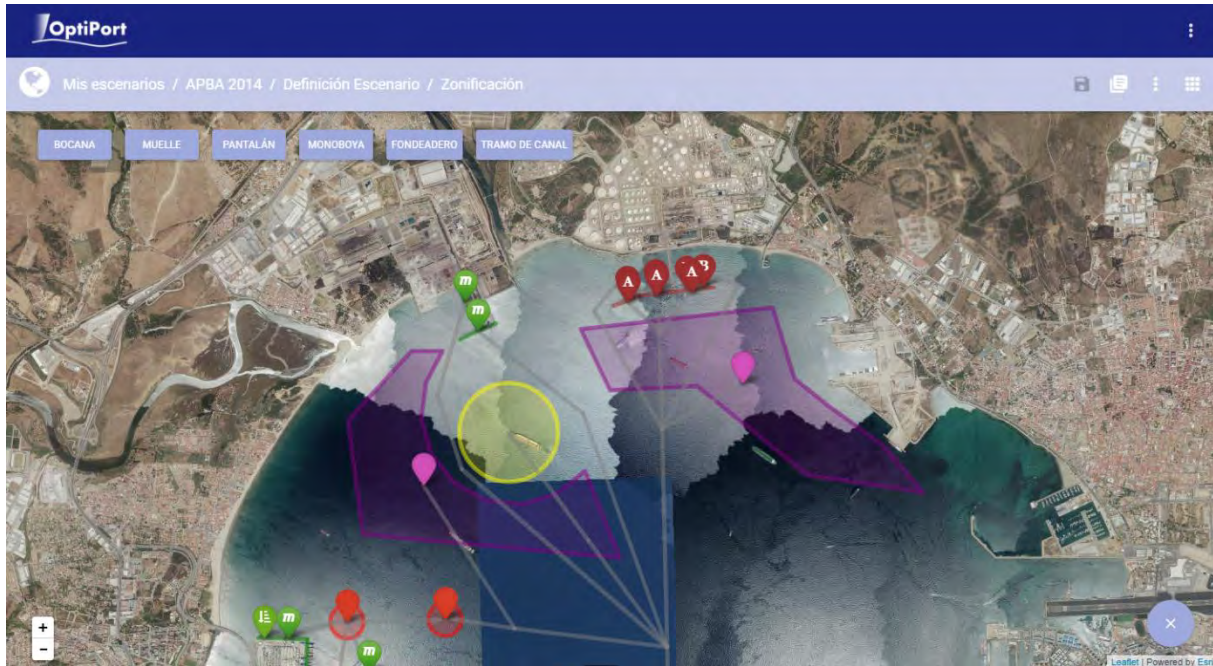 OptiPort
Mis escenarios / APBA 2014 / Definición Escenario / Zonificación
BOCANA
MUELLE
PANTALÁN
MONOBOYA
FONDEADERO
TRAMO DE CANAL
m
m
A
A
A
B
m
m
+
−
×
Leaflet | Powered by Esri